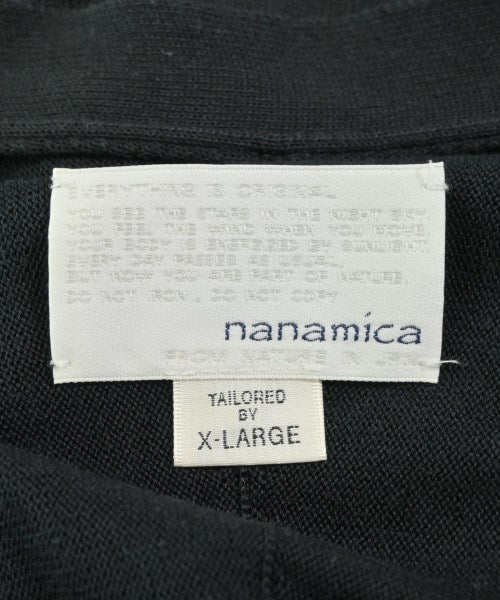 EVERYTHING IS ORIGINAL
YOU SEE THE STARS IN THE NIGHT SKY.
YOU FEEL THE WIND WHEN YOU MOVE.
YOUR BODY IS ENERGIZED BY SUNLIGHT.
EVERY DAY PASSES AS USUAL,
BUT NOW YOU ARE PART OF NATURE.
DO NOT IRON, DO NOT COPY
nanamica
FROM NATURE IN JPN.
TAILORED
BY
X-LARGE